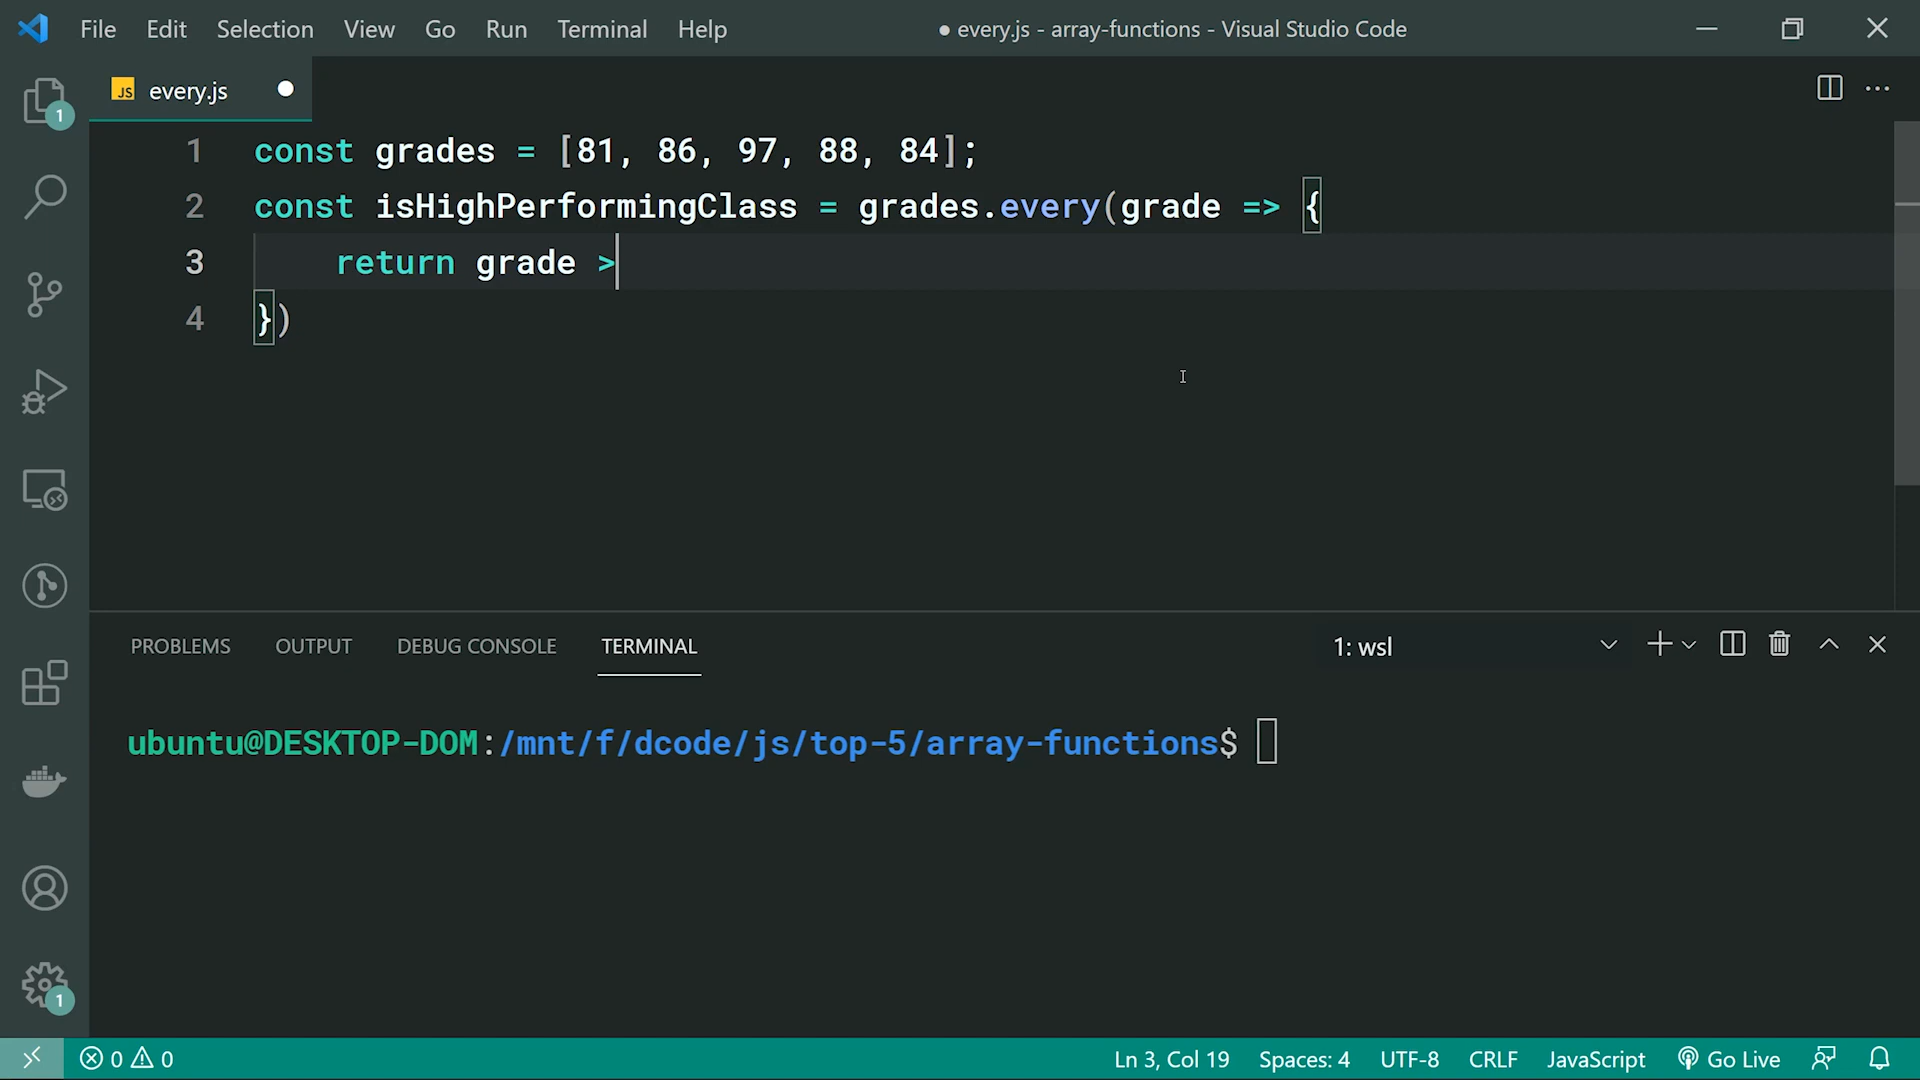 File Edit Selection View Go Run Terminal Help ● every.js - array-functions - Visual Studio Code
JS every.js
1
1 const grades = [81, 86, 97, 88, 84];
2 const isHighPerformingClass = grades.every(grade => {
3 return grade >
4 })
PROBLEMS OUTPUT DEBUG CONSOLE TERMINAL 1: wsl
ubuntu@DESKTOP-DOM:/mnt/f/dcode/js/top-5/array-functions$
1
0 0 Ln 3, Col 19 Spaces: 4 UTF-8 CRLF JavaScript Go Live